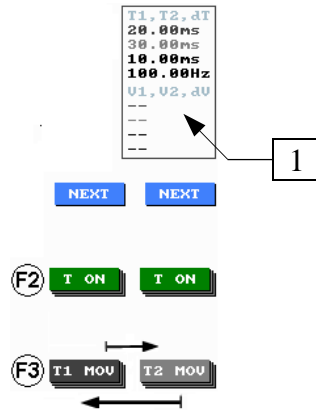 T1,T2,dT
20.00ms
30.00ms
10.00ms
100.00Hz
V1,V2,dV
--
--
--
--
1
NEXT NEXT
F2 T ON T ON
F3 T1 MOV T2 MOV